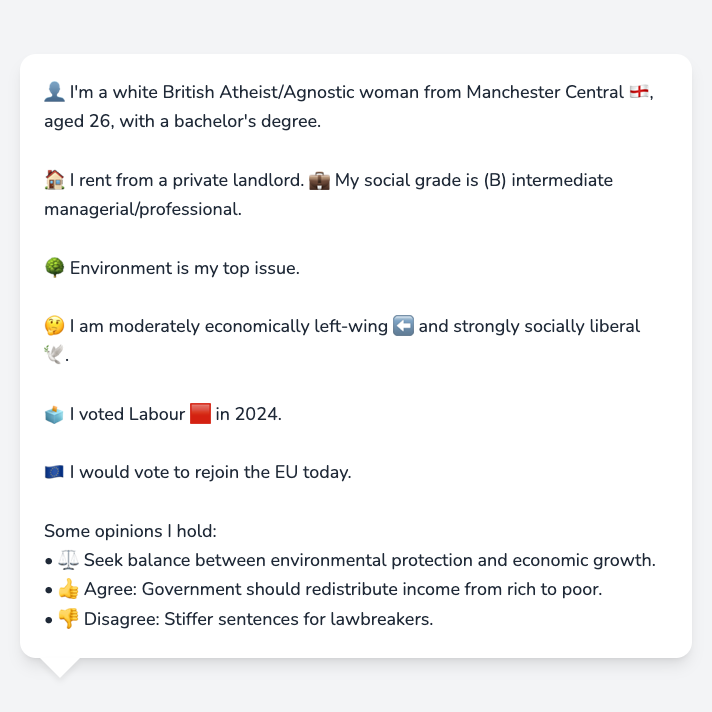 👤 I'm a white British Atheist/Agnostic woman from Manchester Central 🏴󠁧󠁢󠁥󠁮󠁧󠁿,
aged 26, with a bachelor's degree.
🏠 I rent from a private landlord. 💼 My social grade is (B) intermediate
managerial/professional.
🌳 Environment is my top issue.
🤔 I am moderately economically left-wing ⬅️ and strongly socially liberal
🕊️.
🗳️ I voted Labour 🟥 in 2024.
🇪🇺 I would vote to rejoin the EU today.
Some opinions I hold:
• ⚖️ Seek balance between environmental protection and economic growth.
• 👍 Agree: Government should redistribute income from rich to poor.
• 👎 Disagree: Stiffer sentences for lawbreakers.